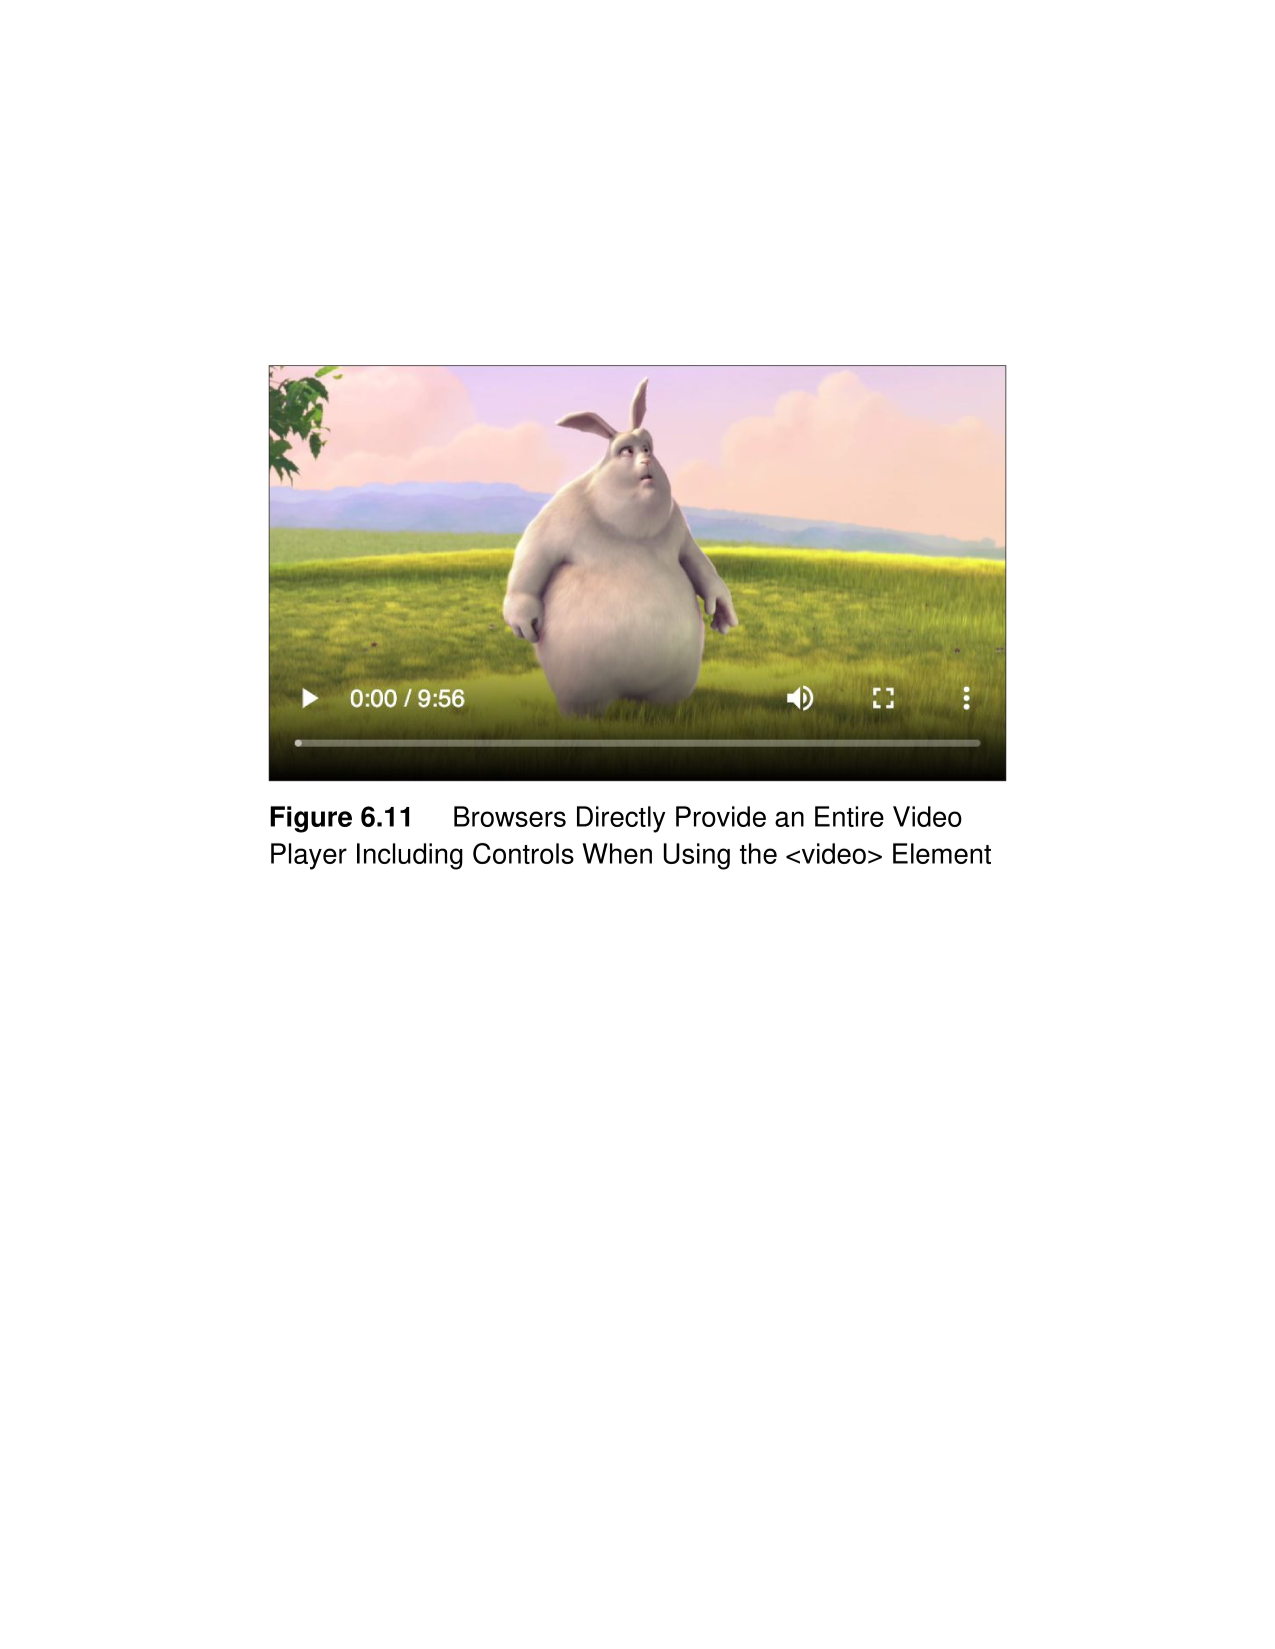 0:00 / 9:56
Figure 6.11 Browsers Directly Provide an Entire Video
Player Including Controls When Using the <video> Element